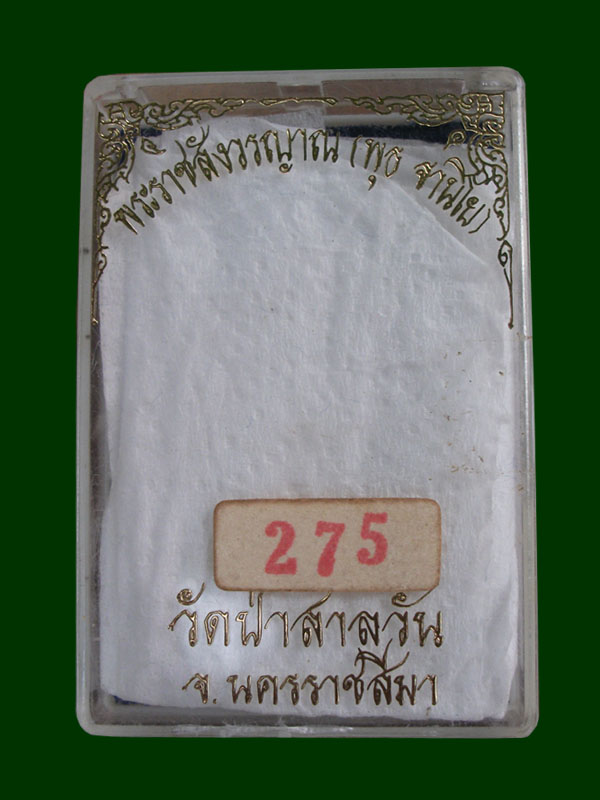 พระราชสังวรญาณ (พุธ ฐานิโย)
275
วัดป่าสาลวัน
จ.นครราชสีมา